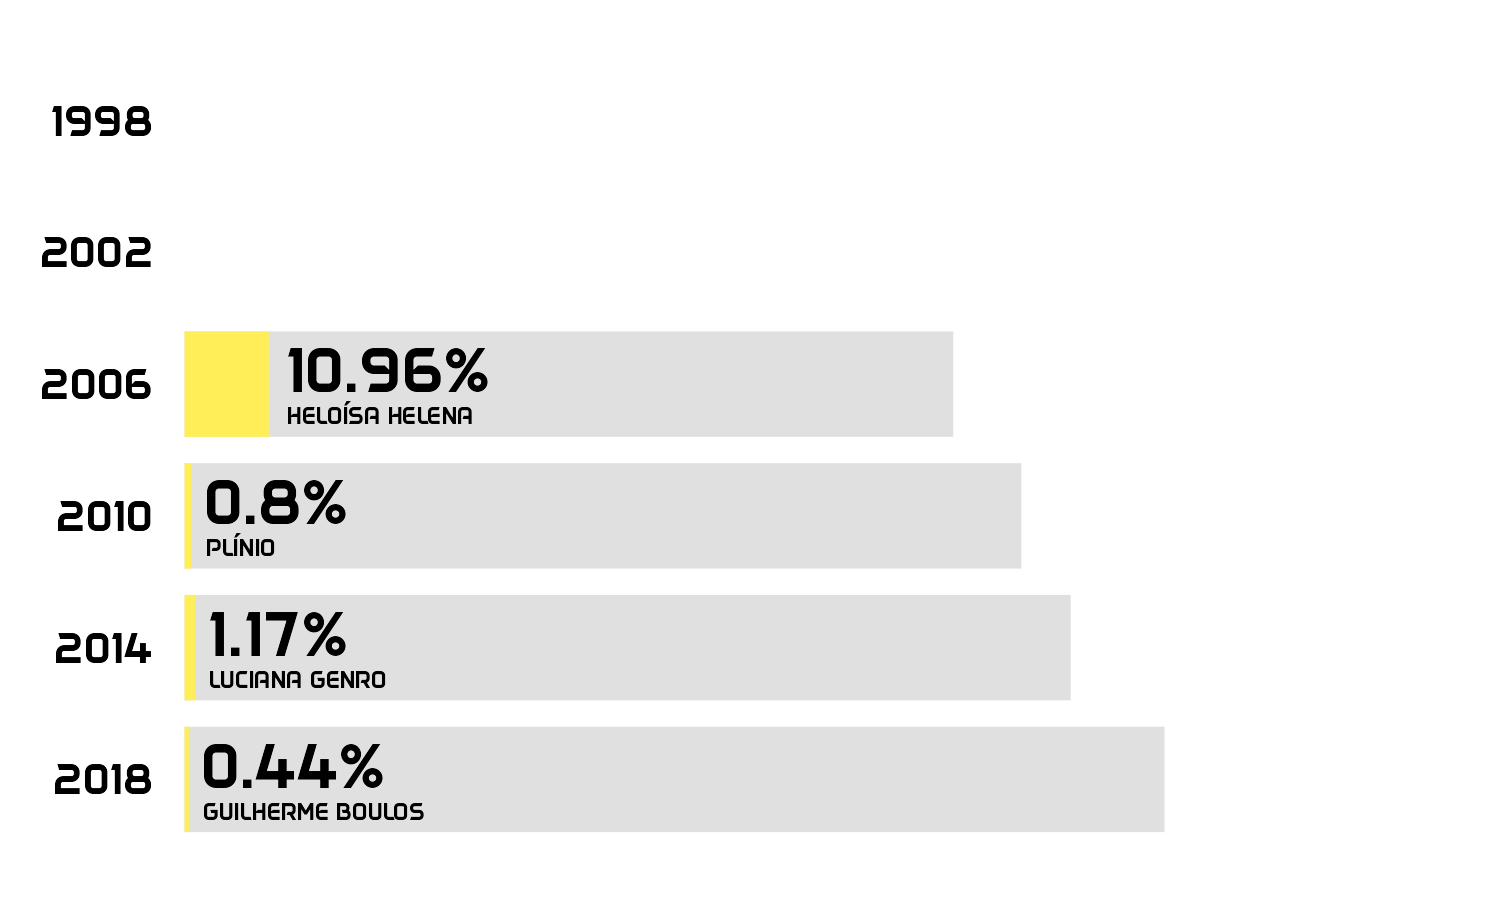 1998
2002
2006
10.96%
HELOÍSA HELENA
2010
0.8%
PLÍNIO
2014
1.17%
LUCIANA GENRO
2018
0.44%
GUILHERME BOULOS